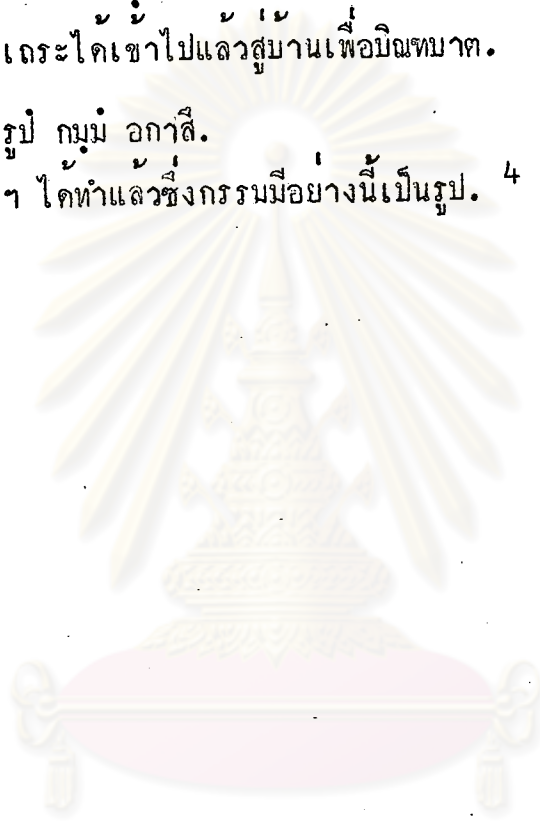 เถระได้เข้าไปแล้วสู่บ้านเพื่อบิณฑบาต.
รูปํ กมฺมํ อกาสึ.
ๆ ได้ทำแล้วซึ่งกรรมมีอย่างนี้เป็นรูป. 4